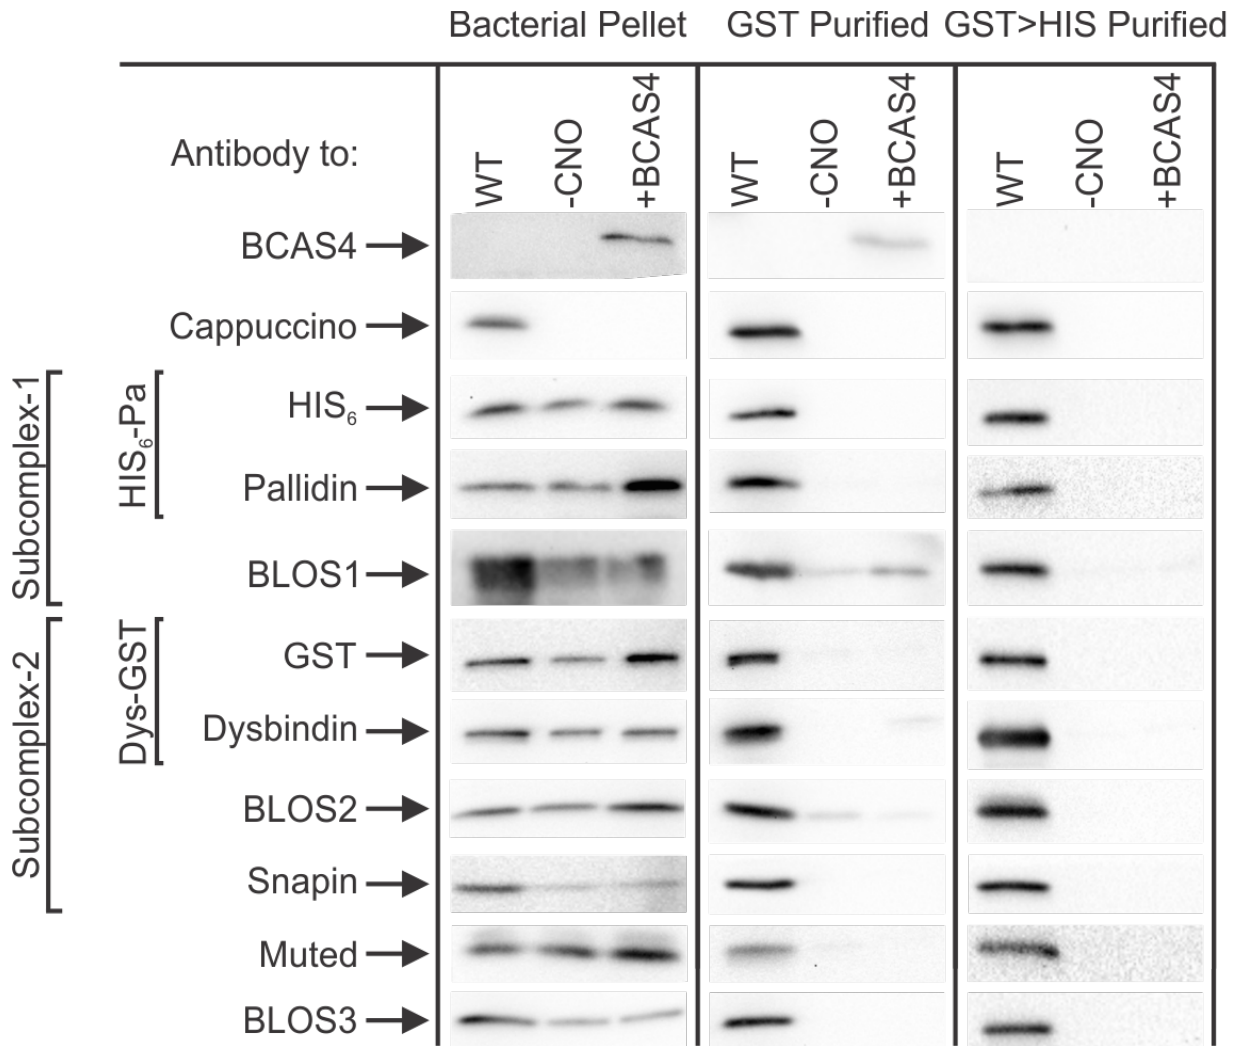 Bacterial Pellet GST Purified GST>HIS Purified
Antibody to:
WT -CNO +BCAS4 WT -CNO +BCAS4 WT -CNO +BCAS4
BCAS4
Cappuccino
Subcomplex-1
HIS₆-Pa
HIS₆
Pallidin
BLOS1
Subcomplex-2
Dys-GST
GST
Dysbindin
BLOS2
Snapin
Muted
BLOS3